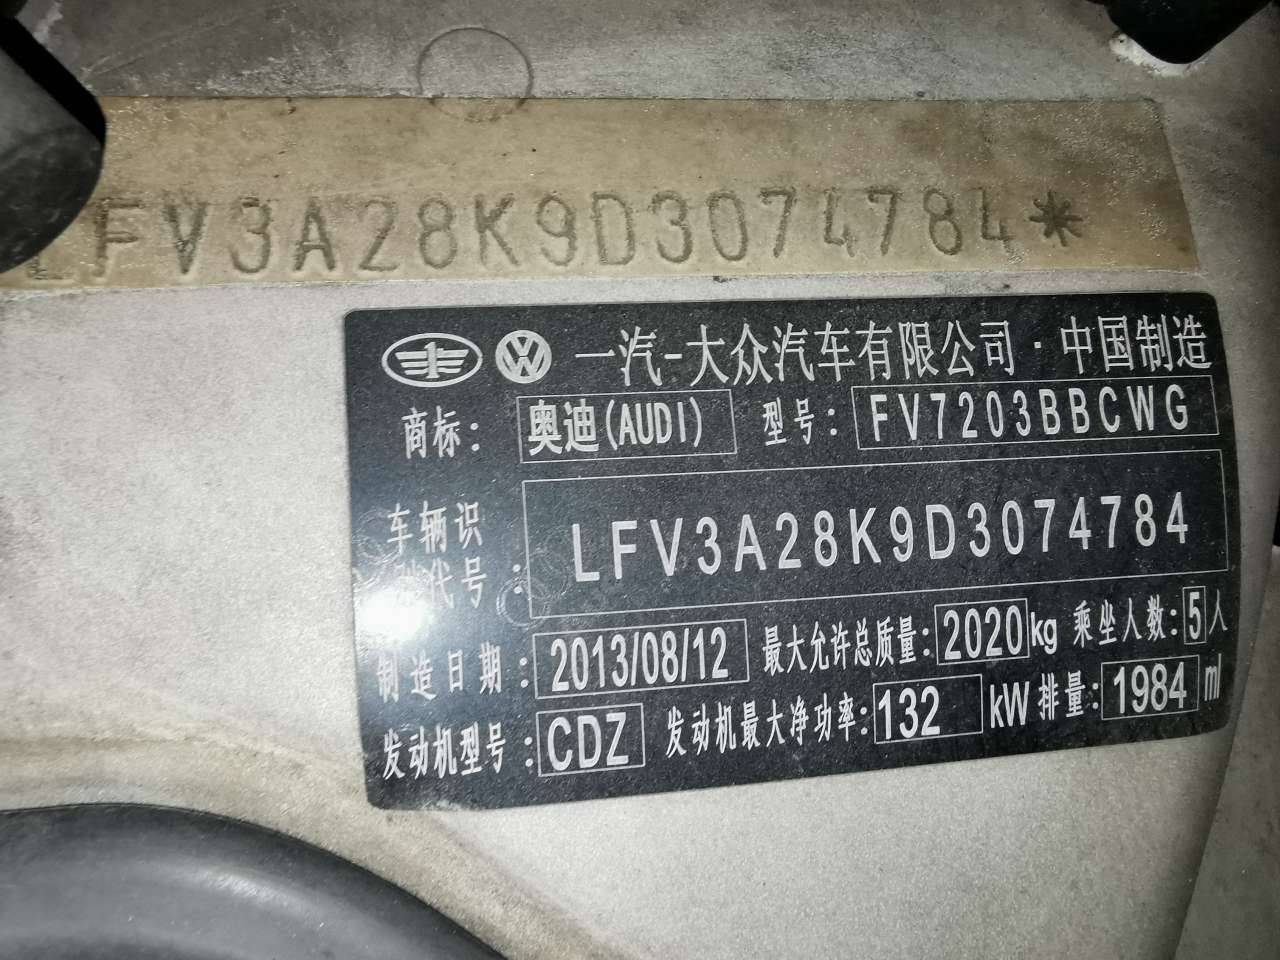 LFV3A28K9D3074784*
一汽-大众汽车有限公司·中国制造
商标: 奥迪(AUDI) 型号: FV7203BBCWG
车辆识
别代号: LFV3A28K9D3074784
制造日期: 2013/08/12 最大允许总质量: 2020kg 乘坐人数: 5人
发动机型号: CDZ 发动机最大净功率: 132 kW 排量: 1984 ml